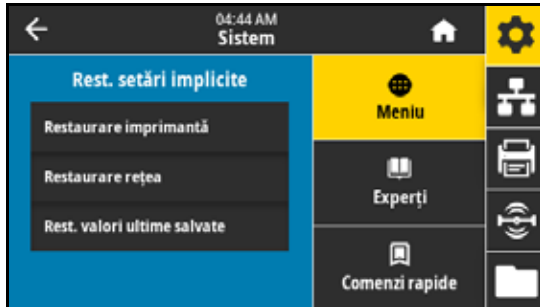 04:44 AM
Sistem
Rest. setări implicite
Restaurare imprimantă
Restaurare rețea
Rest. valori ultime salvate
Meniu
Experți
Comenzi rapide